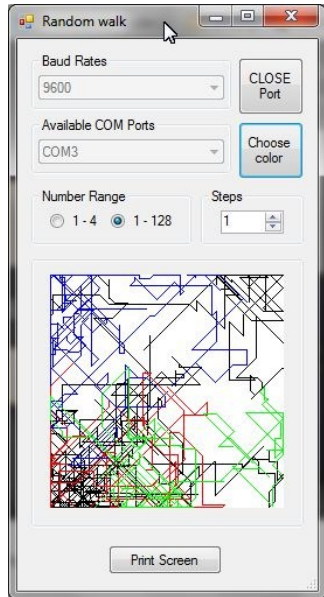 Random walk
Baud Rates
9600
CLOSE
Port
Available COM Ports
COM3
Choose
color
Number Range
1 - 4
1 - 128
Steps
1
Print Screen